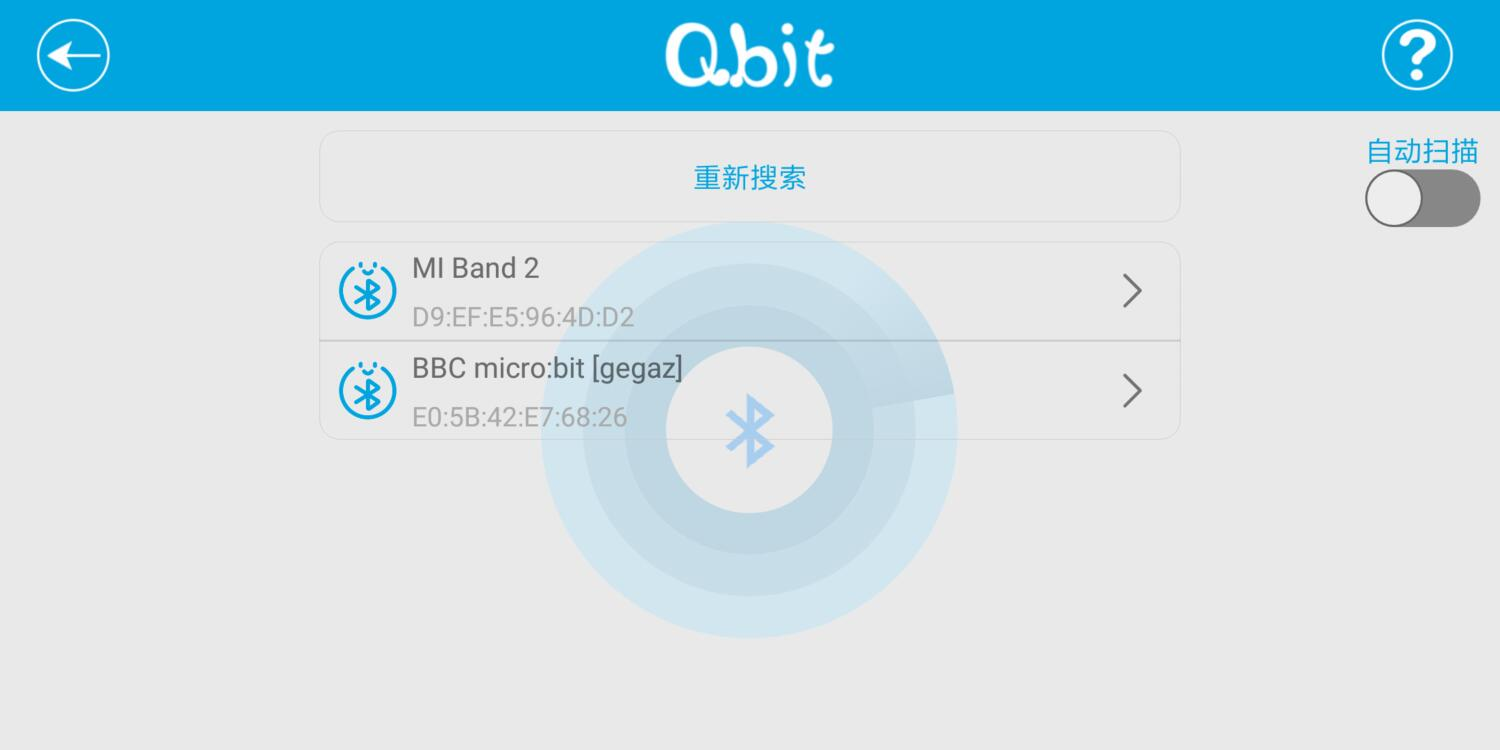 Qbit
自动扫描
重新搜索
MI Band 2
D9:EF:E5:96:4D:D2
BBC micro:bit [gegaz]
E0:5B:42:E7:68:26